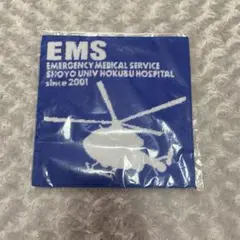 EMS
EMERGENCY MEDICAL SERVICE
SHOYO UNIV HOKUBU HOSPITAL
since 2001